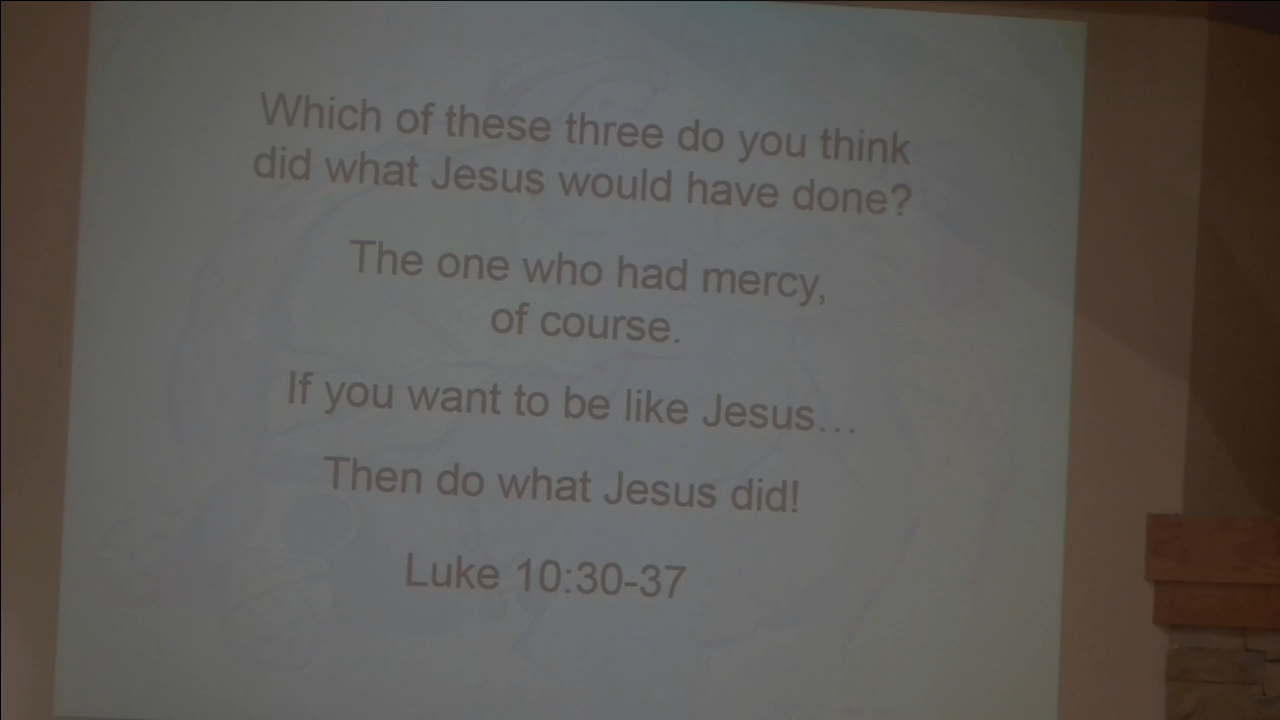 Which of these three do you think
did what Jesus would have done?
The one who had mercy,
of course.
If you want to be like Jesus...
Then do what Jesus did!
Luke 10:30-37